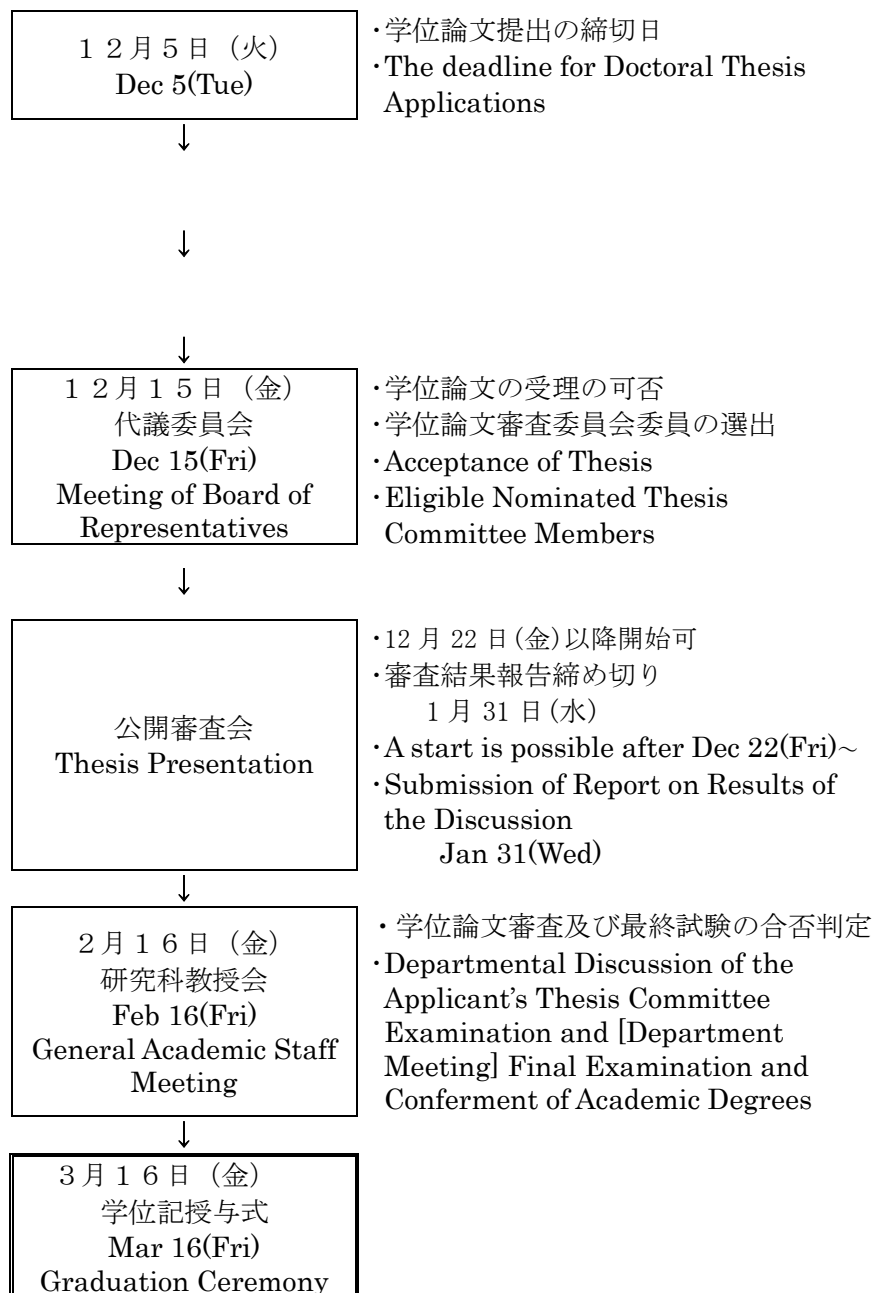 １２月５日（火）
Dec 5(Tue)
・学位論文提出の締切日
・The deadline for Doctoral Thesis
Applications
↓
↓
↓
１２月１５日（金）
代議委員会
Dec 15(Fri)
Meeting of Board of
Representatives
・学位論文の受理の可否
・学位論文審査委員会委員の選出
・Acceptance of Thesis
・Eligible Nominated Thesis
Committee Members
↓
公開審査会
Thesis Presentation
・12 月 22 日(金)以降開始可
・審査結果報告締め切り
1 月 31 日(水)
・A start is possible after Dec 22(Fri)~
・Submission of Report on Results of
the Discussion
Jan 31(Wed)
↓
２月１６日（金）
研究科教授会
Feb 16(Fri)
General Academic Staff
Meeting
・学位論文審査及び最終試験の合否判定
・Departmental Discussion of the
Applicant’s Thesis Committee
Examination and [Department
Meeting] Final Examination and
Conferment of Academic Degrees
↓
３月１６日（金）
学位記授与式
Mar 16(Fri)
Graduation Ceremony